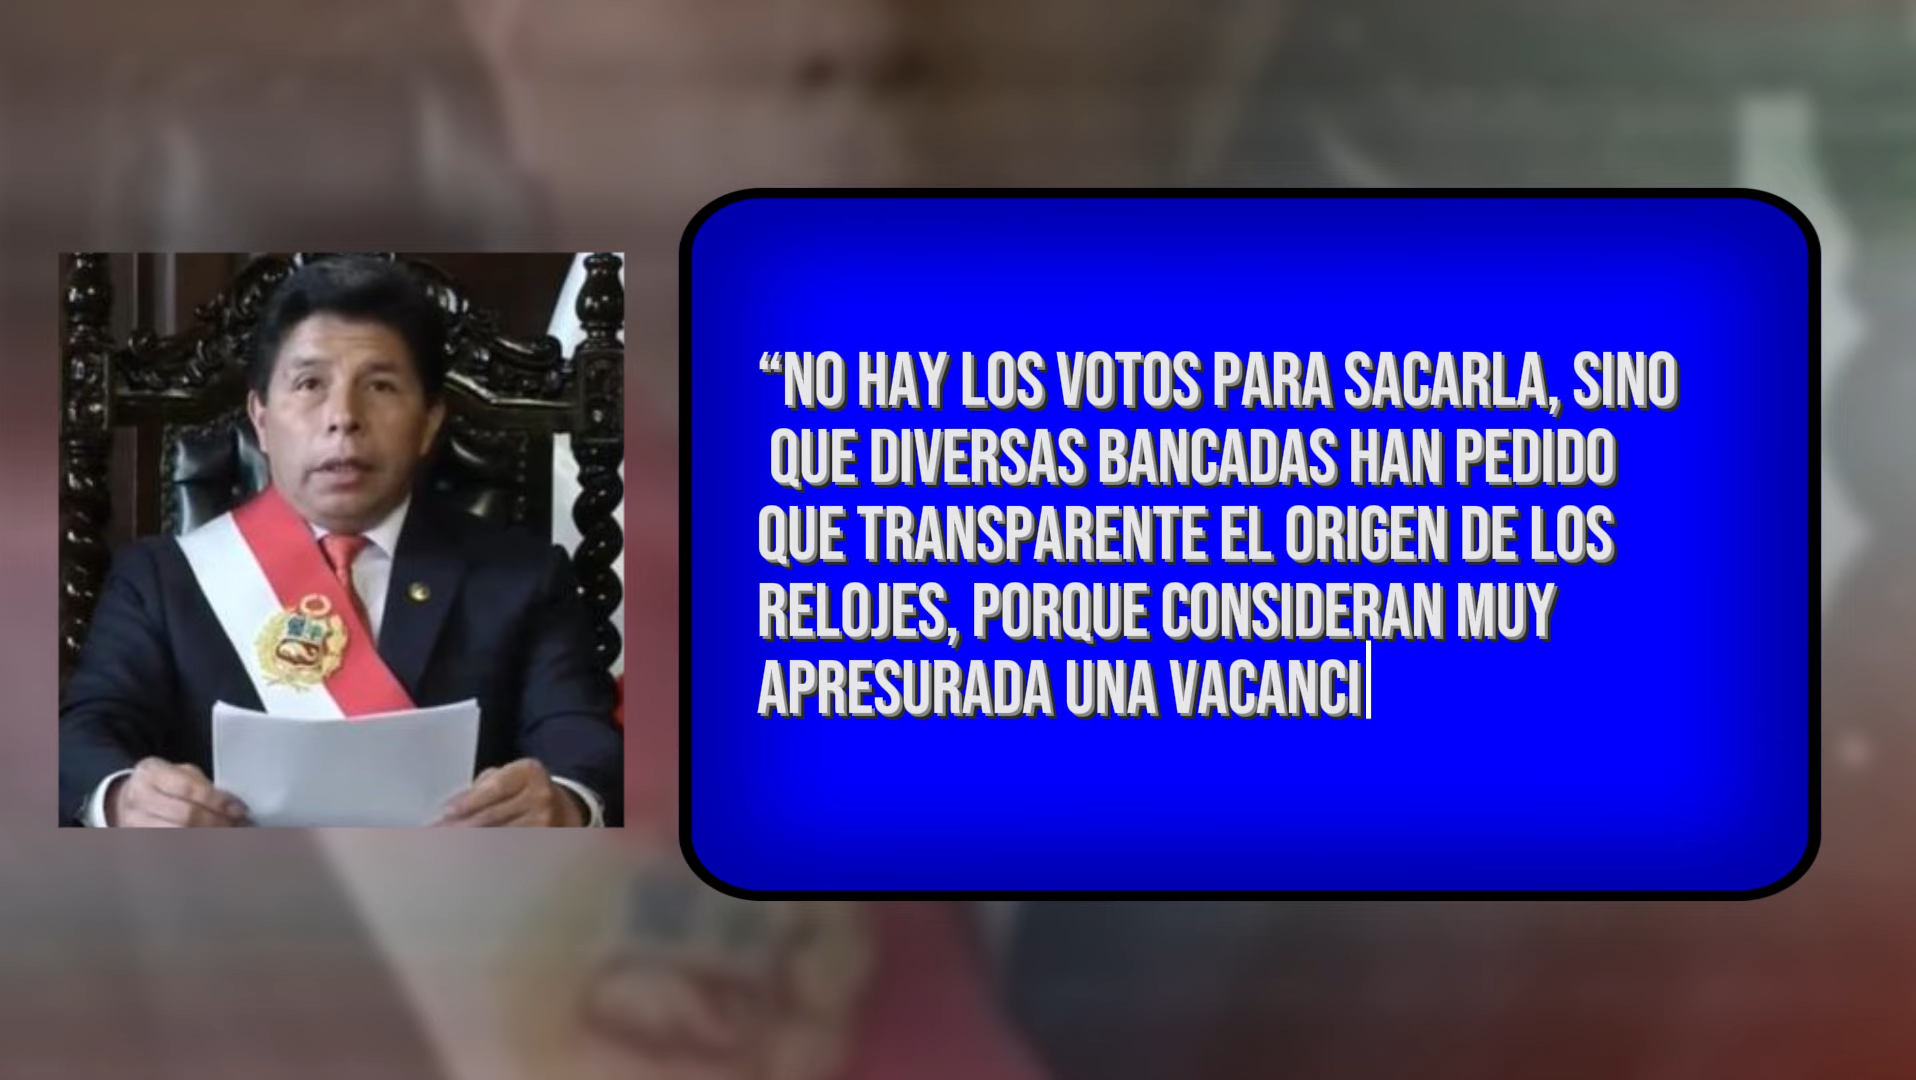 “NO HAY LOS VOTOS PARA SACARLA, SINO
QUE DIVERSAS BANCADAS HAN PEDIDO
QUE TRANSPARENTE EL ORIGEN DE LOS
RELOJES, PORQUE CONSIDERAN MUY
APRESURADA UNA VACANCI